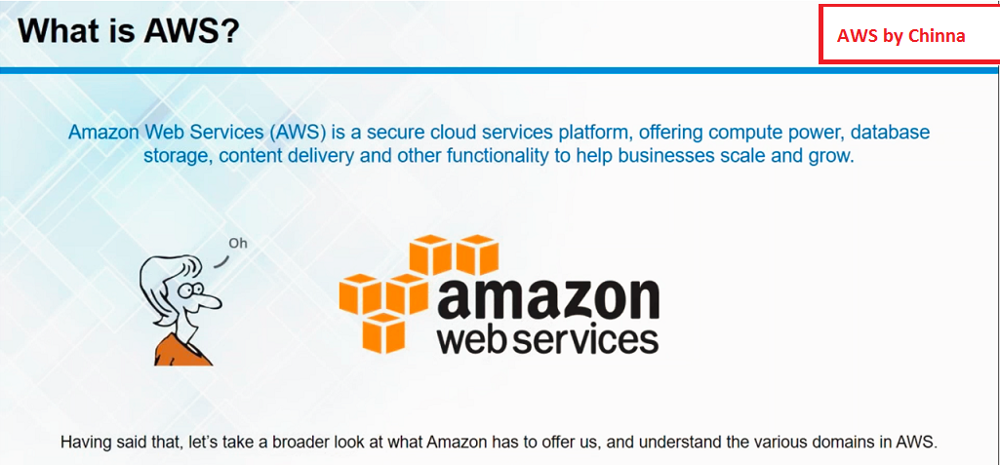 What is AWS?
AWS by Chinna
Amazon Web Services (AWS) is a secure cloud services platform, offering compute power, database
storage, content delivery and other functionality to help businesses scale and grow.
Oh
amazon
web services
Having said that, let’s take a broader look at what Amazon has to offer us, and understand the various domains in AWS.